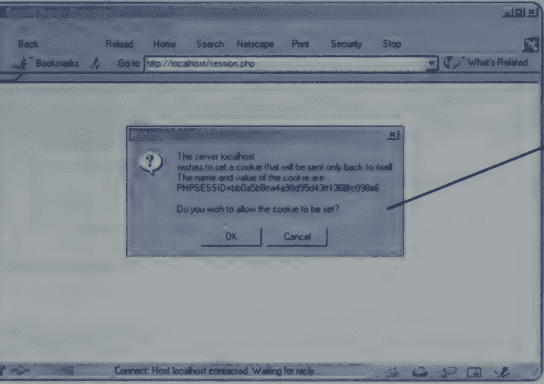 Back Reload Home Search Netscape Print Security Stop
Bookmarks Go to http://localhost/session.php What's Related
The server localhost
wishes to set a cookie that will be sent only back to itself
The name and value of the cookie are
Do you wish to allow the cookie to be set?
OK Cancel
Connect: Host localhost contacted. Waiting for reply